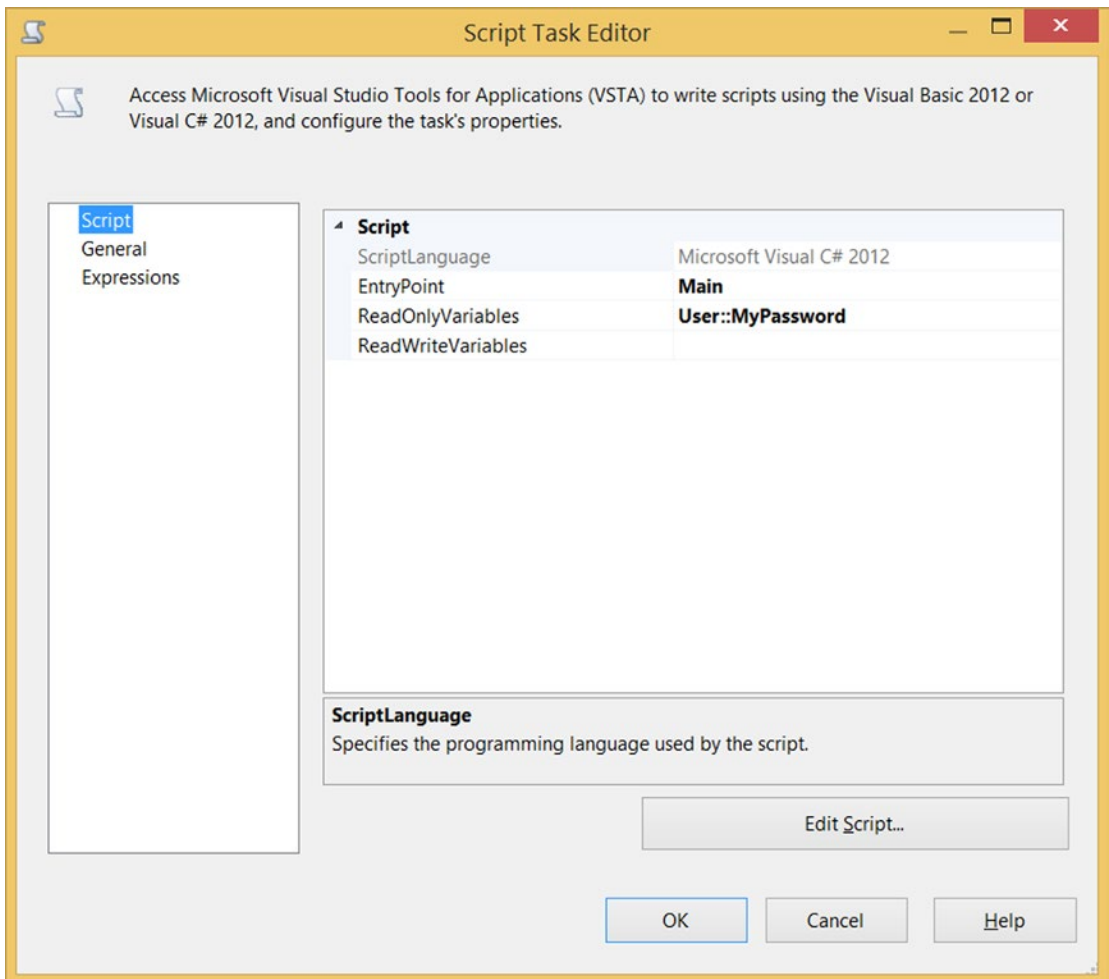 Script Task Editor
Access Microsoft Visual Studio Tools for Applications (VSTA) to write scripts using the Visual Basic 2012 or
Visual C# 2012, and configure the task's properties.
Script
General
Expressions
Script
ScriptLanguage Microsoft Visual C# 2012
EntryPoint Main
ReadOnlyVariables User::MyPassword
ReadWriteVariables
ScriptLanguage
Specifies the programming language used by the script.
Edit Script...
OK Cancel Help